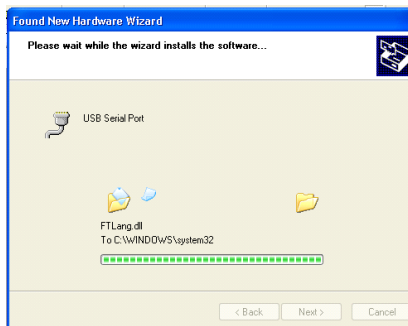 Found New Hardware Wizard
Please wait while the wizard installs the software...
USB Serial Port
FTLang.dll
To C:\WINDOWS\system32
< Back
Next >
Cancel